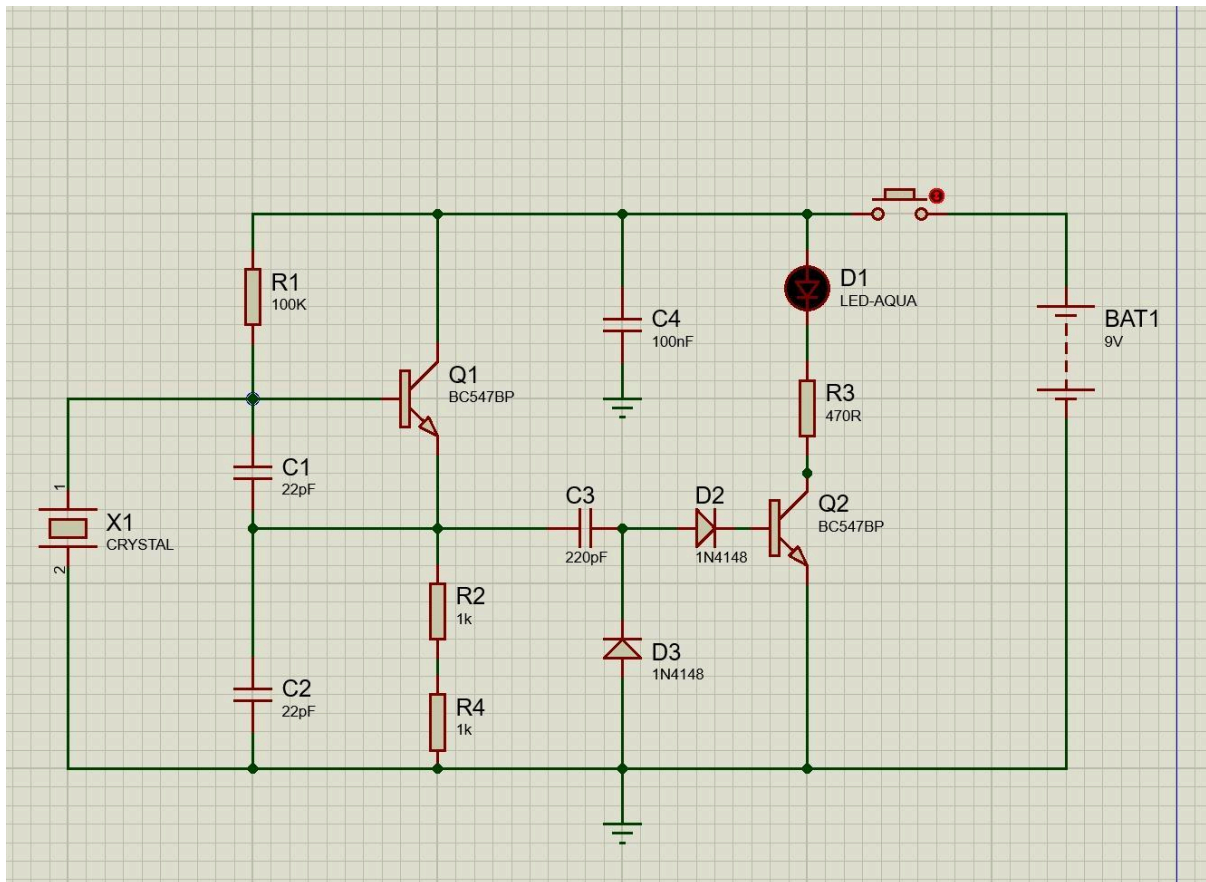 R1
100K
D1
LED-AQUA
C4
100nF
BAT1
9V
Q1
BC547BP
R3
470R
C1
22pF
1
X1
CRYSTAL
2
C3
220pF
D2
1N4148
Q2
BC547BP
R2
1k
D3
1N4148
C2
22pF
R4
1k